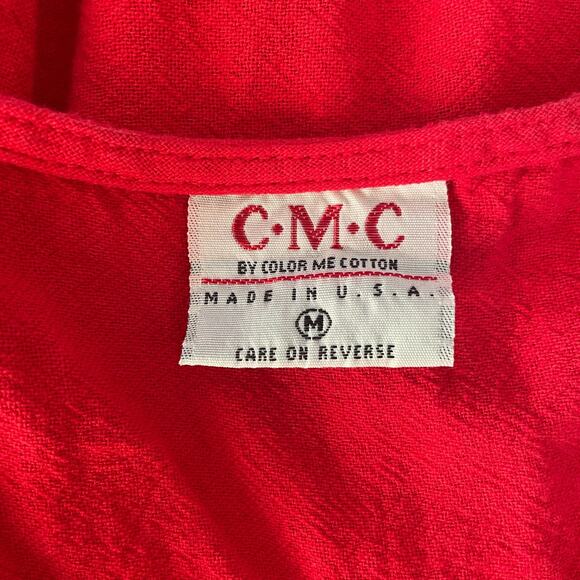 C·M·C
BY COLOR ME COTTON
MADE IN U.S.A.
M
CARE ON REVERSE